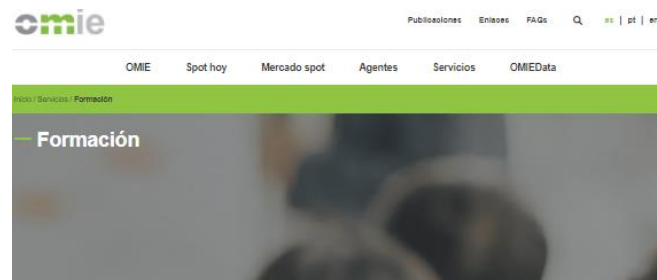 omie
Publicaciones Enlaces FAQs es | pt | en
OMIE Spot hoy Mercado spot Agentes Servicios OMIEData
Inicio / Servicios / Formación
Formación